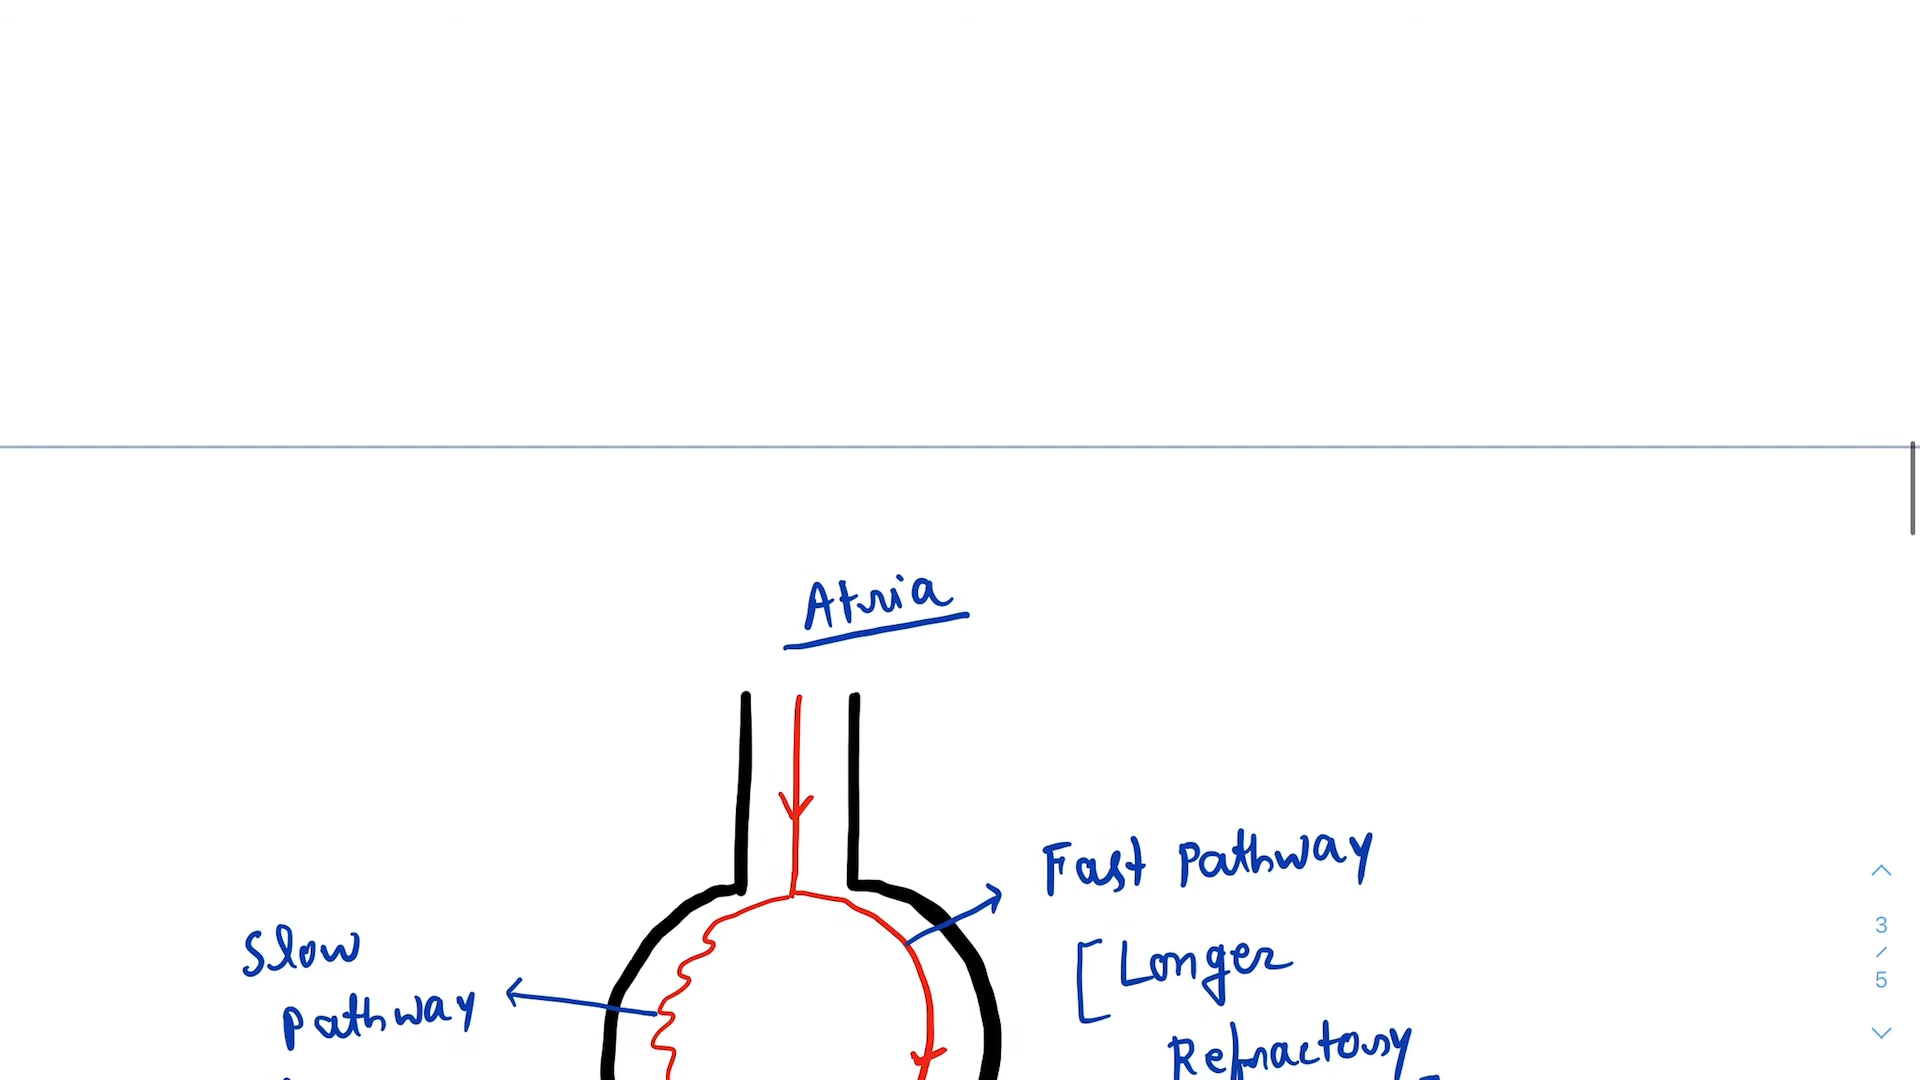 Atria
Fast Pathway
[Longer
Refractory
Slow
Pathway
3
/
5